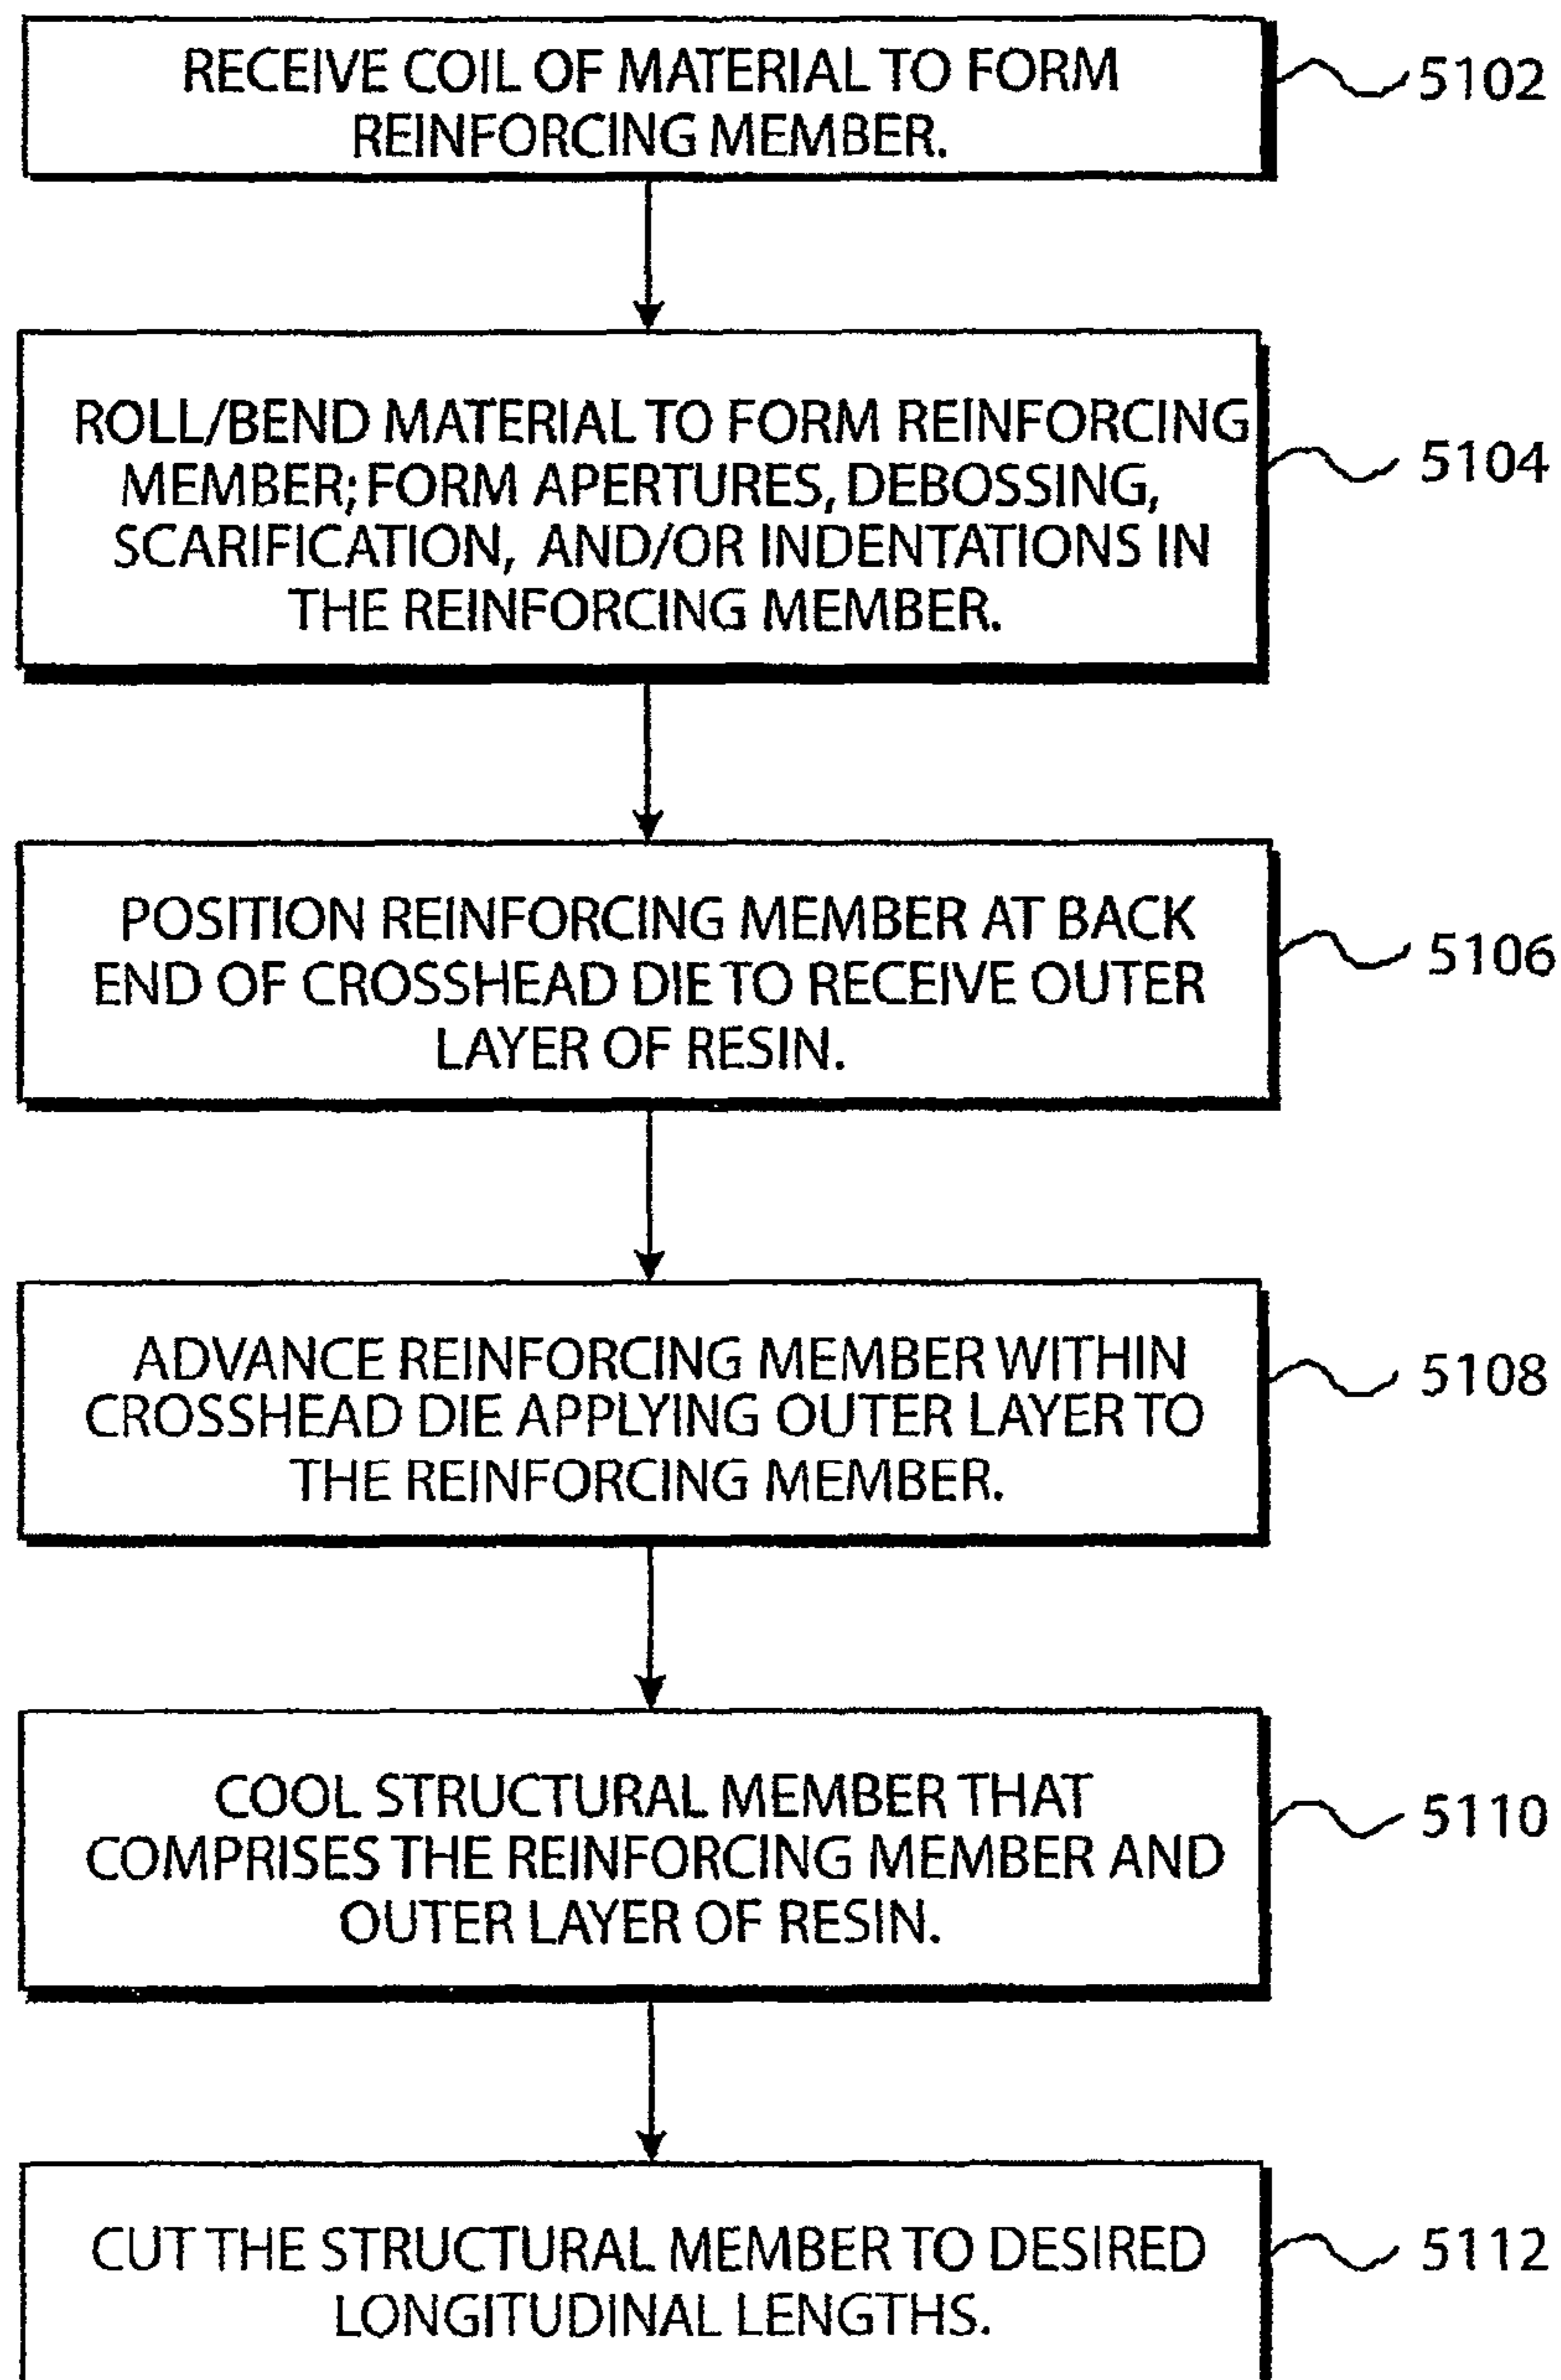 RECEIVE COIL OF MATERIAL TO FORM
REINFORCING MEMBER.
5102
ROLL/BEND MATERIAL TO FORM REINFORCING
MEMBER; FORM APERTURES, DEBOSSING,
SCARIFICATION, AND/OR INDENTATIONS IN
THE REINFORCING MEMBER.
5104
POSITION REINFORCING MEMBER AT BACK
END OF CROSSHEAD DIE TO RECEIVE OUTER
LAYER OF RESIN.
5106
ADVANCE REINFORCING MEMBER WITHIN
CROSSHEAD DIE APPLYING OUTER LAYER TO
THE REINFORCING MEMBER.
5108
COOL STRUCTURAL MEMBER THAT
COMPRISES THE REINFORCING MEMBER AND
OUTER LAYER OF RESIN.
5110
CUT THE STRUCTURAL MEMBER TO DESIRED
LONGITUDINAL LENGTHS.
5112